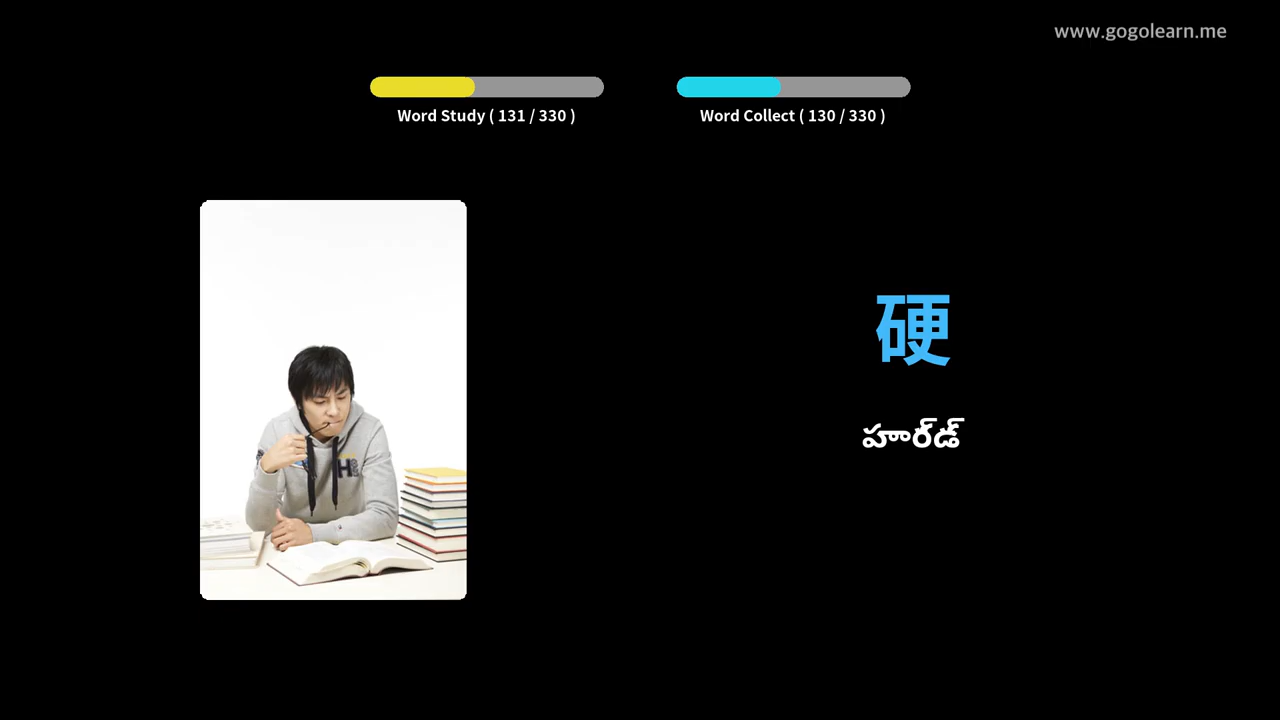 www.gogolearn.me
Word Study ( 131 / 330 )
Word Collect ( 130 / 330 )
硬
హార్డ్
H